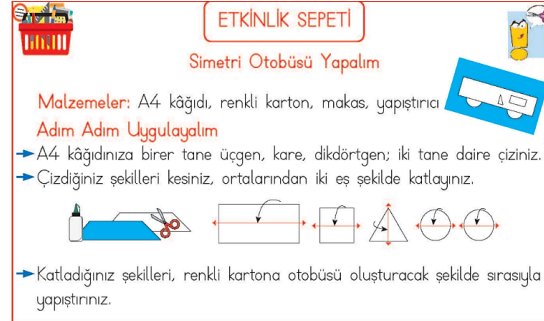 ETKİNLİK SEPETİ
Simetri Otobüsü Yapalım
Malzemeler: A4 kâğıdı, renkli karton, makas, yapıştırıcı
Adım Adım Uygulayalım
A4 kâğıdınıza birer tane üçgen, kare, dikdörtgen; iki tane daire çiziniz.
Çizdiğiniz şekilleri kesiniz, ortalarından iki eş şekilde katlayınız.
Katladığınız şekilleri, renkli kartona otobüsü oluşturacak şekilde sırasıyla
yapıştırınız.